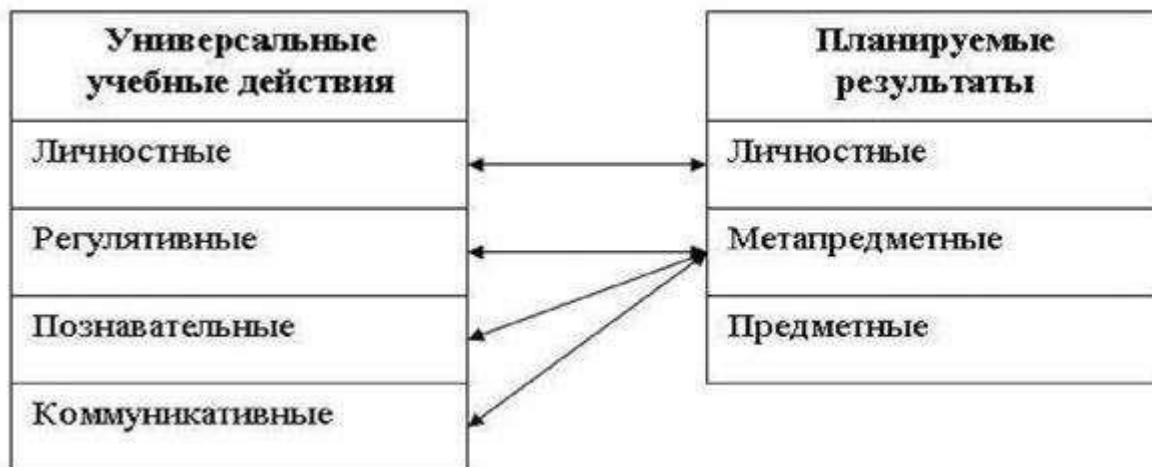 Универсальные
учебные действия
Личностные
Регулятивные
Познавательные
Коммуникативные
Планируемые
результаты
Личностные
Метапредметные
Предметные